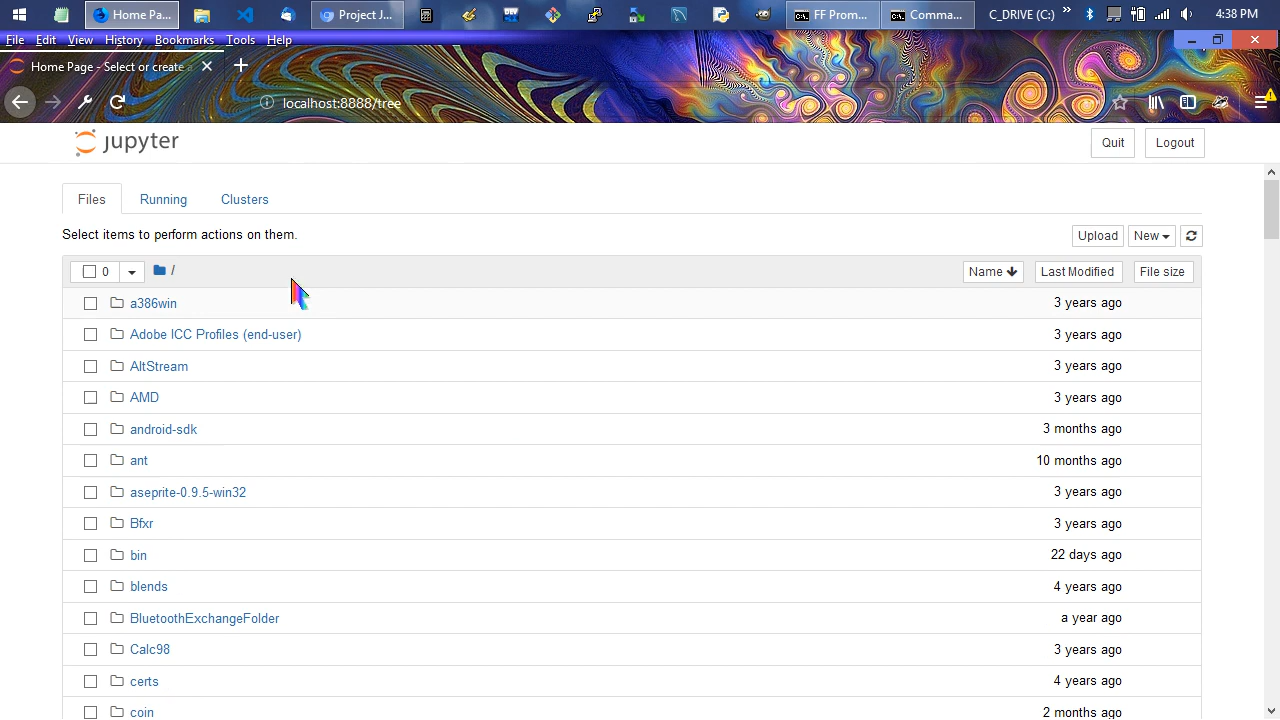 Home Pa...
Project J...
FF Prom...
Comma...
C_DRIVE (C:)
4:38 PM
File Edit View History Bookmarks Tools Help
Home Page - Select or create a
localhost:8888/tree
jupyter
Quit
Logout
Files
Running
Clusters
Select items to perform actions on them.
Upload
New
0
/
Name
Last Modified
File size
a386win 3 years ago
Adobe ICC Profiles (end-user) 3 years ago
AltStream 3 years ago
AMD 3 years ago
android-sdk 3 months ago
ant 10 months ago
aseprite-0.9.5-win32 3 years ago
Bfxr 3 years ago
bin 22 days ago
blends 4 years ago
BluetoothExchangeFolder a year ago
Calc98 3 years ago
certs 4 years ago
coin 2 months ago